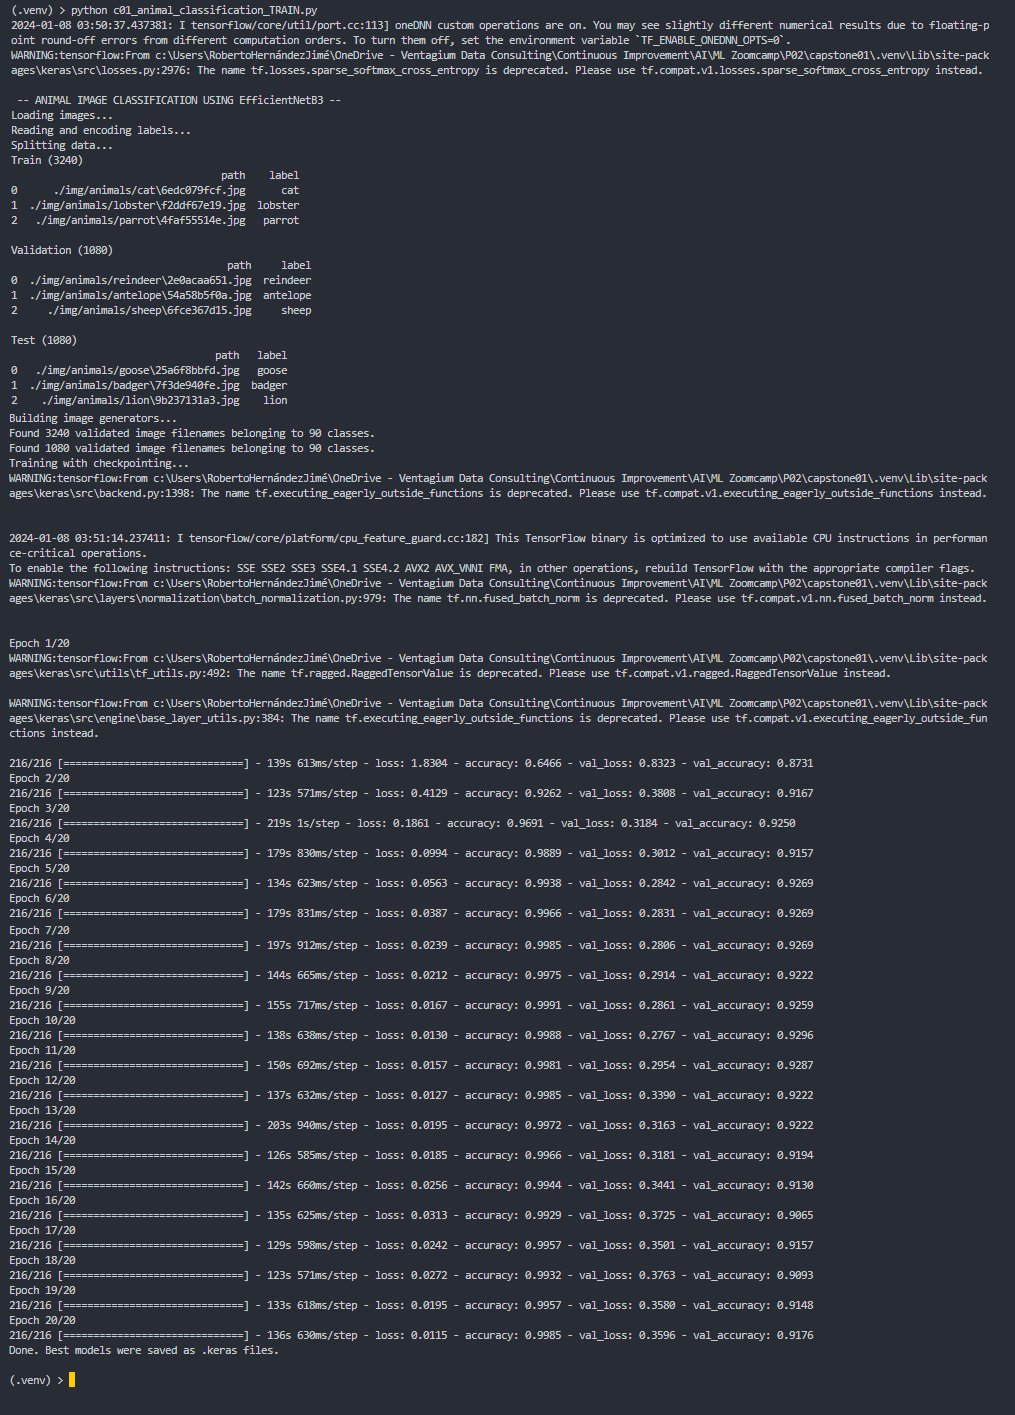 (.venv) > python c01_animal_classification_TRAIN.py
2024-01-08 03:50:37.437381: I tensorflow/core/util/port.cc:113] oneDNN custom operations are on. You may see slightly different numerical results due to floating-p
oint round-off errors from different computation orders. To turn them off, set the environment variable `TF_ENABLE_ONEDNN_OPTS=0`.
WARNING:tensorflow:From c:\Users\RobertoHernándezJimé\OneDrive - Ventagium Data Consulting\Continuous Improvement\AI\ML Zoomcamp\P02\capstone01\.venv\Lib\site-pack
ages\keras\src\losses.py:2976: The name tf.losses.sparse_softmax_cross_entropy is deprecated. Please use tf.compat.v1.losses.sparse_softmax_cross_entropy instead.
-- ANIMAL IMAGE CLASSIFICATION USING EfficientNetB3 --
Loading images...
Reading and encoding labels...
Splitting data...
Train (3240)
path label
0 ./img/animals/cat\6edc079fcf.jpg cat
1 ./img/animals/lobster\f2ddf67e19.jpg lobster
2 ./img/animals/parrot\4faf55514e.jpg parrot
Validation (1080)
path label
0 ./img/animals/reindeer\2e0acaa651.jpg reindeer
1 ./img/animals/antelope\54a58b5f0a.jpg antelope
2 ./img/animals/sheep\6fce367d15.jpg sheep
Test (1080)
path label
0 ./img/animals/goose\25a6f8bbfd.jpg goose
1 ./img/animals/badger\7f3de940fe.jpg badger
2 ./img/animals/lion\9b237131a3.jpg lion
Building image generators...
Found 3240 validated image filenames belonging to 90 classes.
Found 1080 validated image filenames belonging to 90 classes.
Training with checkpointing...
WARNING:tensorflow:From c:\Users\RobertoHernándezJimé\OneDrive - Ventagium Data Consulting\Continuous Improvement\AI\ML Zoomcamp\P02\capstone01\.venv\Lib\site-pack
ages\keras\src\backend.py:1398: The name tf.executing_eagerly_outside_functions is deprecated. Please use tf.compat.v1.executing_eagerly_outside_functions instead.
2024-01-08 03:51:14.237411: I tensorflow/core/platform/cpu_feature_guard.cc:182] This TensorFlow binary is optimized to use available CPU instructions in performan
ce-critical operations.
To enable the following instructions: SSE SSE2 SSE3 SSE4.1 SSE4.2 AVX2 AVX_VNNI FMA, in other operations, rebuild TensorFlow with the appropriate compiler flags.
WARNING:tensorflow:From c:\Users\RobertoHernándezJimé\OneDrive - Ventagium Data Consulting\Continuous Improvement\AI\ML Zoomcamp\P02\capstone01\.venv\Lib\site-pack
ages\keras\src\layers\normalization\batch_normalization.py:979: The name tf.nn.fused_batch_norm is deprecated. Please use tf.compat.v1.nn.fused_batch_norm instead.
Epoch 1/20
WARNING:tensorflow:From c:\Users\RobertoHernándezJimé\OneDrive - Ventagium Data Consulting\Continuous Improvement\AI\ML Zoomcamp\P02\capstone01\.venv\Lib\site-pack
ages\keras\src\utils\tf_utils.py:492: The name tf.ragged.RaggedTensorValue is deprecated. Please use tf.compat.v1.ragged.RaggedTensorValue instead.
WARNING:tensorflow:From c:\Users\RobertoHernándezJimé\OneDrive - Ventagium Data Consulting\Continuous Improvement\AI\ML Zoomcamp\P02\capstone01\.venv\Lib\site-pack
ages\keras\src\engine\base_layer_utils.py:384: The name tf.executing_eagerly_outside_functions is deprecated. Please use tf.compat.v1.executing_eagerly_outside_fun
ctions instead.
216/216 [==============================] - 139s 613ms/step - loss: 1.8304 - accuracy: 0.6466 - val_loss: 0.8323 - val_accuracy: 0.8731
Epoch 2/20
216/216 [==============================] - 123s 571ms/step - loss: 0.4129 - accuracy: 0.9262 - val_loss: 0.3808 - val_accuracy: 0.9167
Epoch 3/20
216/216 [==============================] - 219s 1s/step - loss: 0.1861 - accuracy: 0.9691 - val_loss: 0.3184 - val_accuracy: 0.9250
Epoch 4/20
216/216 [==============================] - 179s 830ms/step - loss: 0.0994 - accuracy: 0.9889 - val_loss: 0.3012 - val_accuracy: 0.9157
Epoch 5/20
216/216 [==============================] - 134s 623ms/step - loss: 0.0563 - accuracy: 0.9938 - val_loss: 0.2842 - val_accuracy: 0.9269
Epoch 6/20
216/216 [==============================] - 179s 831ms/step - loss: 0.0387 - accuracy: 0.9966 - val_loss: 0.2831 - val_accuracy: 0.9269
Epoch 7/20
216/216 [==============================] - 197s 912ms/step - loss: 0.0239 - accuracy: 0.9985 - val_loss: 0.2806 - val_accuracy: 0.9269
Epoch 8/20
216/216 [==============================] - 144s 665ms/step - loss: 0.0212 - accuracy: 0.9975 - val_loss: 0.2914 - val_accuracy: 0.9222
Epoch 9/20
216/216 [==============================] - 155s 717ms/step - loss: 0.0167 - accuracy: 0.9991 - val_loss: 0.2861 - val_accuracy: 0.9259
Epoch 10/20
216/216 [==============================] - 138s 638ms/step - loss: 0.0130 - accuracy: 0.9988 - val_loss: 0.2767 - val_accuracy: 0.9296
Epoch 11/20
216/216 [==============================] - 150s 692ms/step - loss: 0.0157 - accuracy: 0.9981 - val_loss: 0.2954 - val_accuracy: 0.9287
Epoch 12/20
216/216 [==============================] - 137s 632ms/step - loss: 0.0127 - accuracy: 0.9985 - val_loss: 0.3390 - val_accuracy: 0.9222
Epoch 13/20
216/216 [==============================] - 203s 940ms/step - loss: 0.0195 - accuracy: 0.9972 - val_loss: 0.3163 - val_accuracy: 0.9222
Epoch 14/20
216/216 [==============================] - 126s 585ms/step - loss: 0.0185 - accuracy: 0.9966 - val_loss: 0.3181 - val_accuracy: 0.9194
Epoch 15/20
216/216 [==============================] - 142s 660ms/step - loss: 0.0256 - accuracy: 0.9944 - val_loss: 0.3441 - val_accuracy: 0.9130
Epoch 16/20
216/216 [==============================] - 135s 625ms/step - loss: 0.0313 - accuracy: 0.9929 - val_loss: 0.3725 - val_accuracy: 0.9065
Epoch 17/20
216/216 [==============================] - 129s 598ms/step - loss: 0.0242 - accuracy: 0.9957 - val_loss: 0.3501 - val_accuracy: 0.9157
Epoch 18/20
216/216 [==============================] - 123s 571ms/step - loss: 0.0272 - accuracy: 0.9932 - val_loss: 0.3763 - val_accuracy: 0.9093
Epoch 19/20
216/216 [==============================] - 133s 618ms/step - loss: 0.0195 - accuracy: 0.9957 - val_loss: 0.3580 - val_accuracy: 0.9148
Epoch 20/20
216/216 [==============================] - 136s 630ms/step - loss: 0.0115 - accuracy: 0.9985 - val_loss: 0.3596 - val_accuracy: 0.9176
Done. Best models were saved as .keras files.
(.venv) >